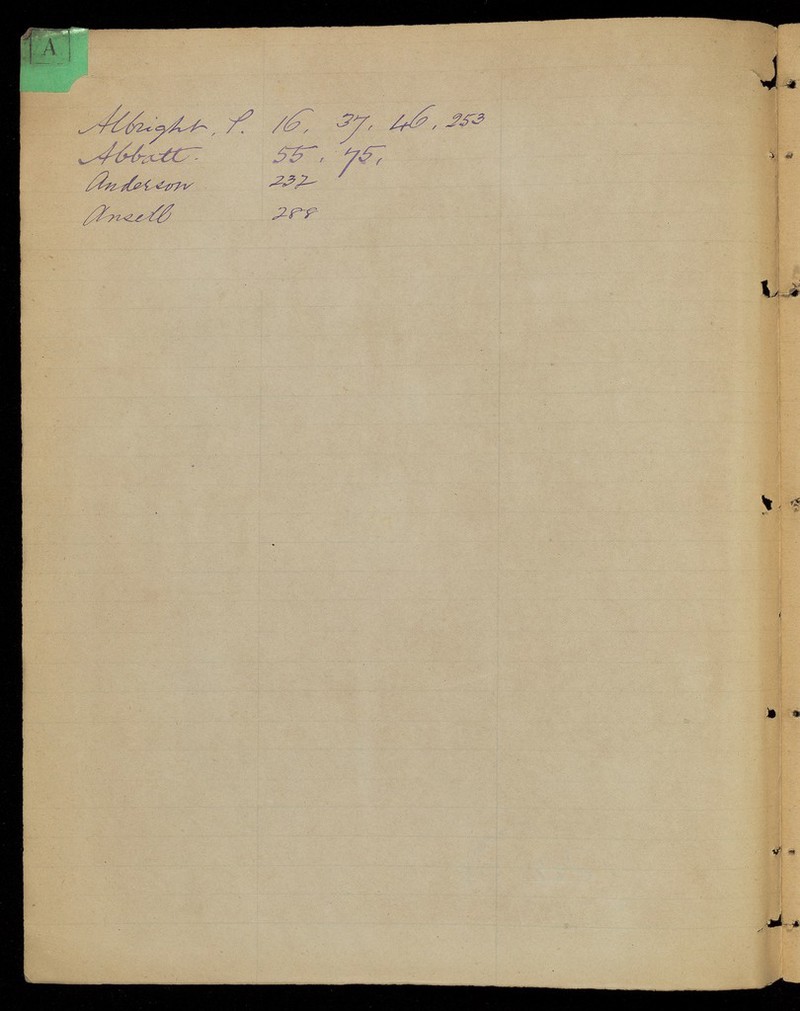 A
Albright, P. 16, 37, 46, 253
Abbatt. 55, 75,
Anderson 237
Ansell 288